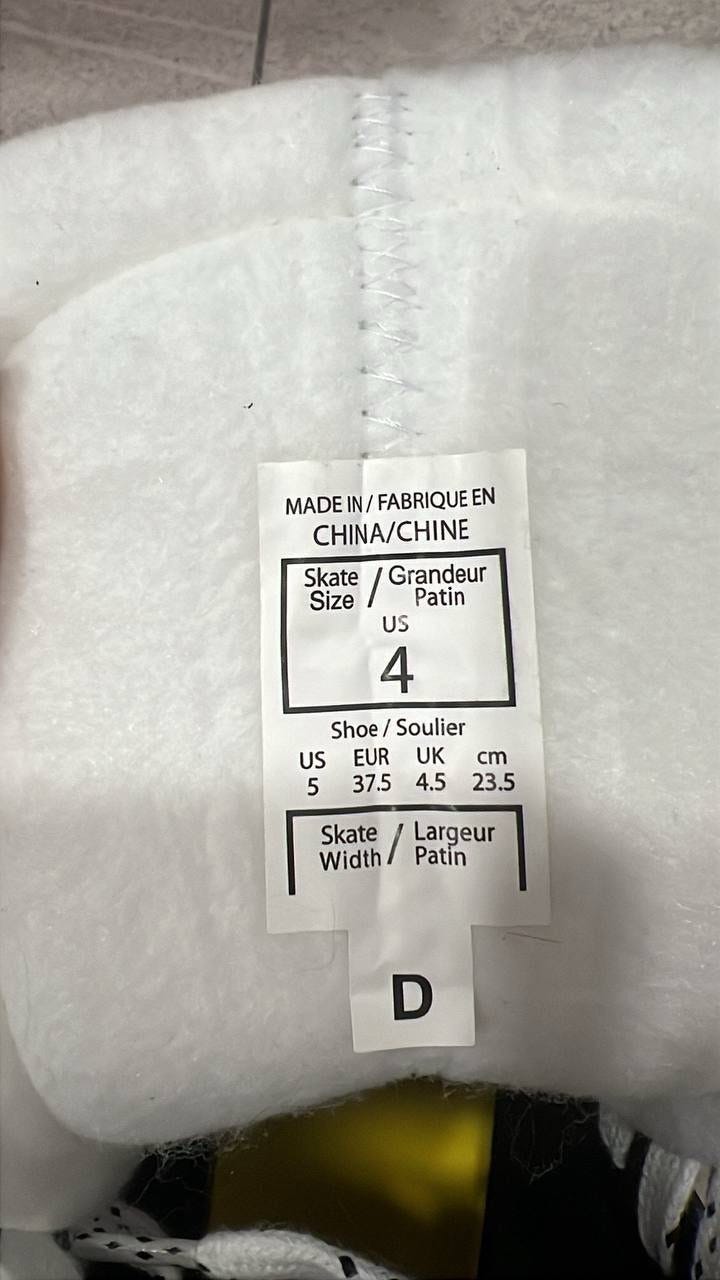 MADE IN / FABRIQUE EN
CHINA/CHINE
Skate Size / Grandeur Patin
US
4
Shoe / Soulier
US EUR UK cm
5 37.5 4.5 23.5
Skate Width / Largeur Patin
D